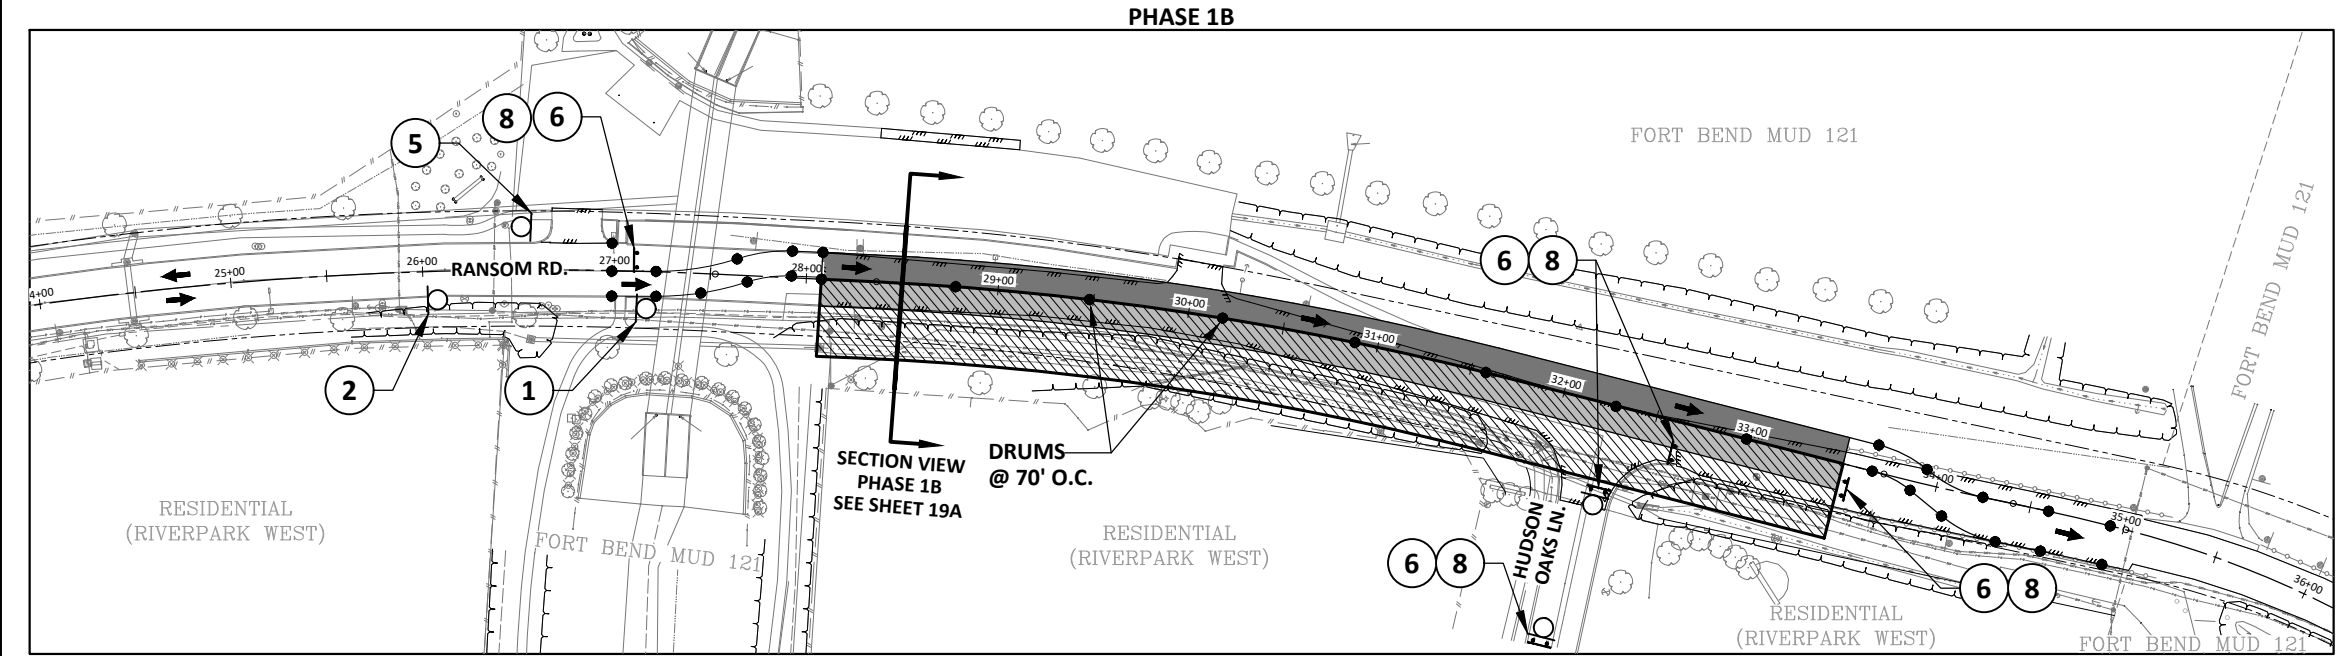 PHASE 1B
FORT BEND MUD 121
5
8
6
6
8
4+00
25+00
26+00
RANSOM RD.
27+00
28+00
29+00
30+00
31+00
32+00
33+00
34+00
35+00
36+00
FORT BEND MUD 121
2
1
SECTION VIEW
PHASE 1B
SEE SHEET 19A
DRUMS
@ 70' O.C.
RESIDENTIAL
(RIVERPARK WEST)
FORT BEND MUD 121
RESIDENTIAL
(RIVERPARK WEST)
6
8
HUDSON
OAKS LN.
6
8
RESIDENTIAL
(RIVERPARK WEST)
FORT BEND MUD 121